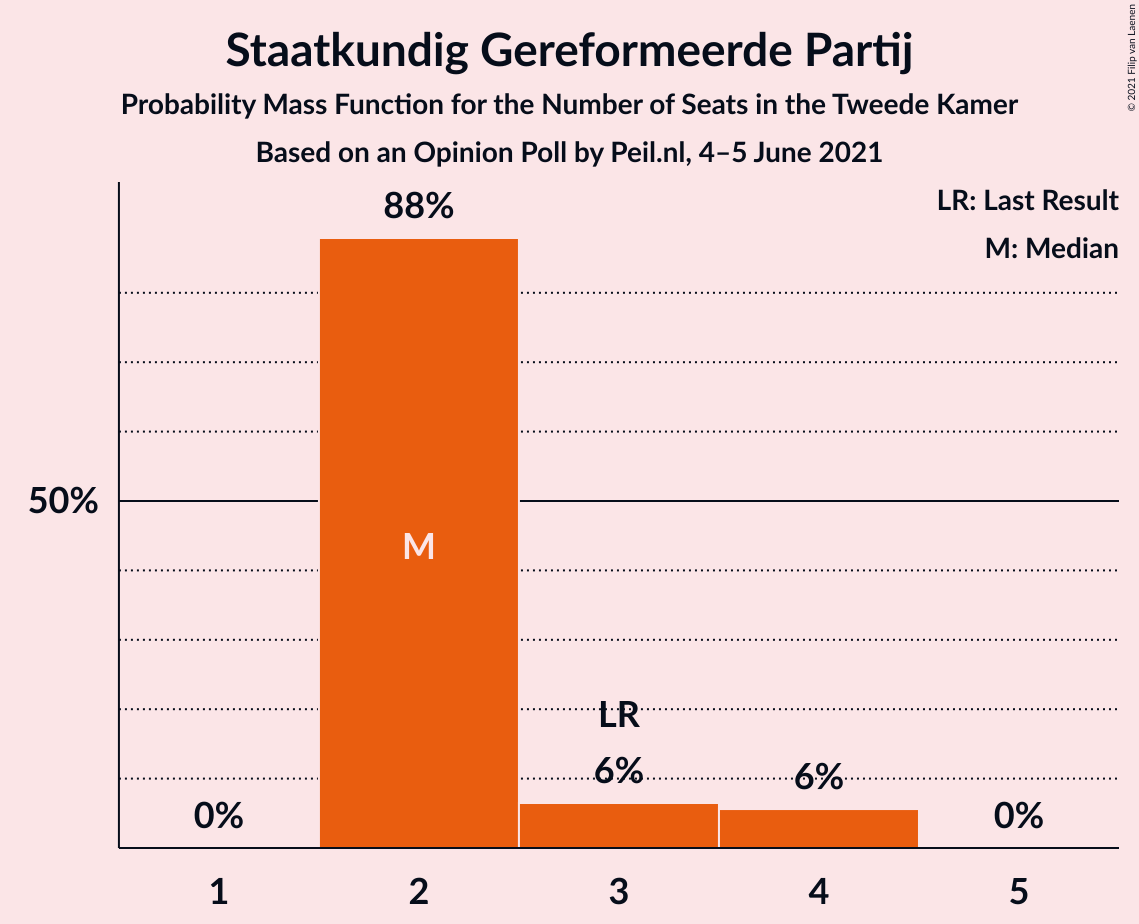 Staatkundig Gereformeerde Partij
Probability Mass Function for the Number of Seats in the Tweede Kamer
Based on an Opinion Poll by Peil.nl, 4–5 June 2021
© 2021 Filip van Laenen
LR: Last Result
M: Median
88%
50%
M
LR
6%
6%
0%
0%
1 2 3 4 5